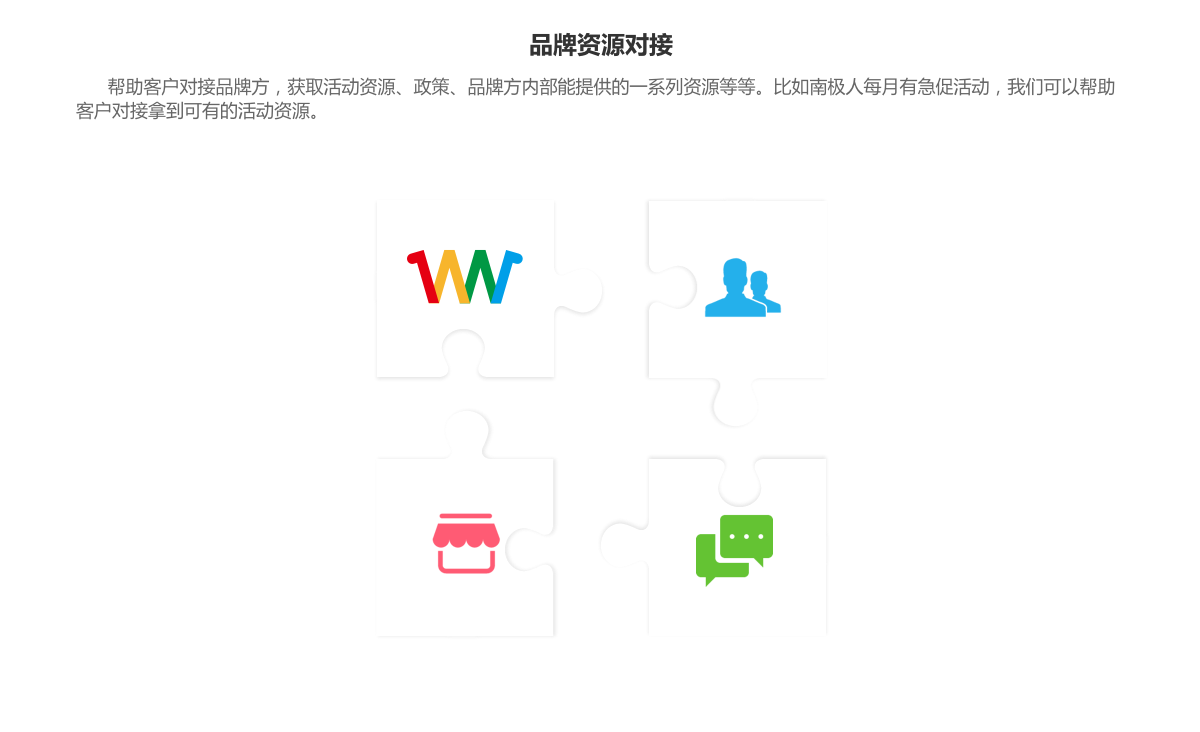 品牌资源对接
帮助客户对接品牌方，获取活动资源、政策、品牌方内部能提供的一系列资源等等。比如南极人每月有急促活动，我们可以帮助
客户对接拿到可有的活动资源。